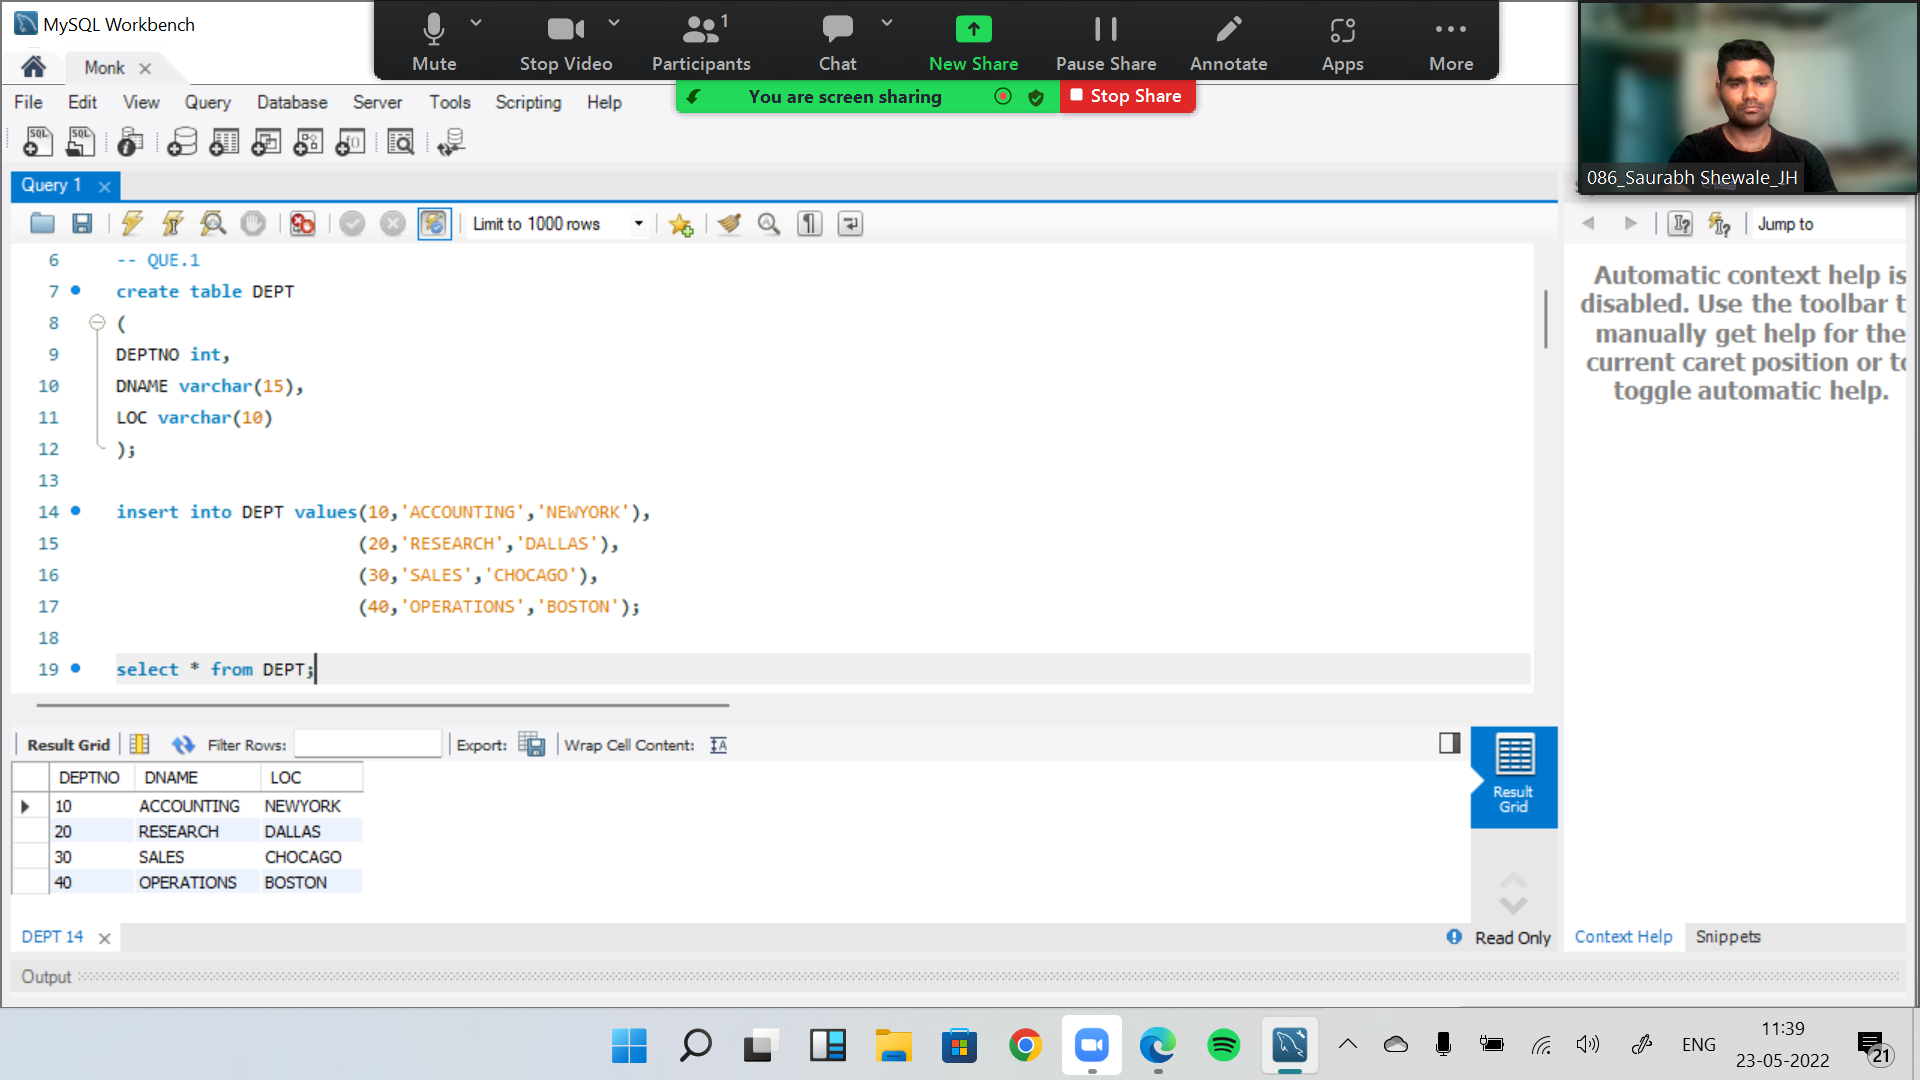 MySQL Workbench
Mute
Stop Video
Participants
1
Chat
New Share
Pause Share
Annotate
Apps
More
Monk
You are screen sharing
Stop Share
File Edit View Query Database Server Tools Scripting Help
086_Saurabh Shewale_JH
Query 1
Limit to 1000 rows
Jump to
6 -- QUE.1
7 create table DEPT
8 (
9 DEPTNO int,
10 DNAME varchar(15),
11 LOC varchar(10)
12 );
13
14 insert into DEPT values(10,'ACCOUNTING','NEWYORK'),
15 (20,'RESEARCH','DALLAS'),
16 (30,'SALES','CHOCAGO'),
17 (40,'OPERATIONS','BOSTON');
18
19 select * from DEPT;
Automatic context help is
disabled. Use the toolbar t
manually get help for the
current caret position or to
toggle automatic help.
Result Grid
Filter Rows:
Export:
Wrap Cell Content:
DEPTNO DNAME LOC
10 ACCOUNTING NEWYORK
20 RESEARCH DALLAS
30 SALES CHOCAGO
40 OPERATIONS BOSTON
Result
Grid
DEPT 14
Read Only
Context Help
Snippets
Output
ENG
11:39
23-05-2022
21